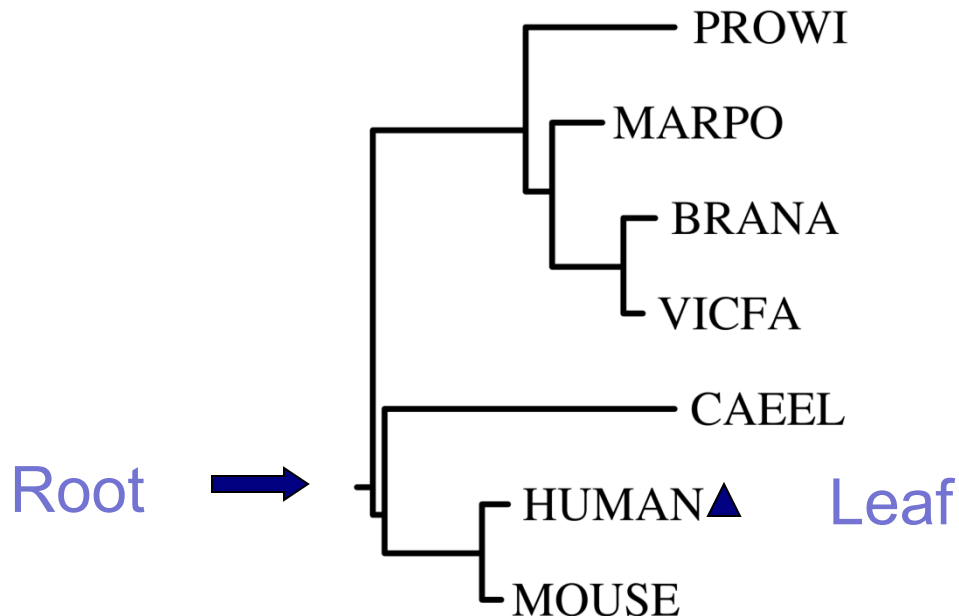 PROWI
MARPO
BRANA
VICFA
CAEEL
Root
HUMAN
Leaf
MOUSE